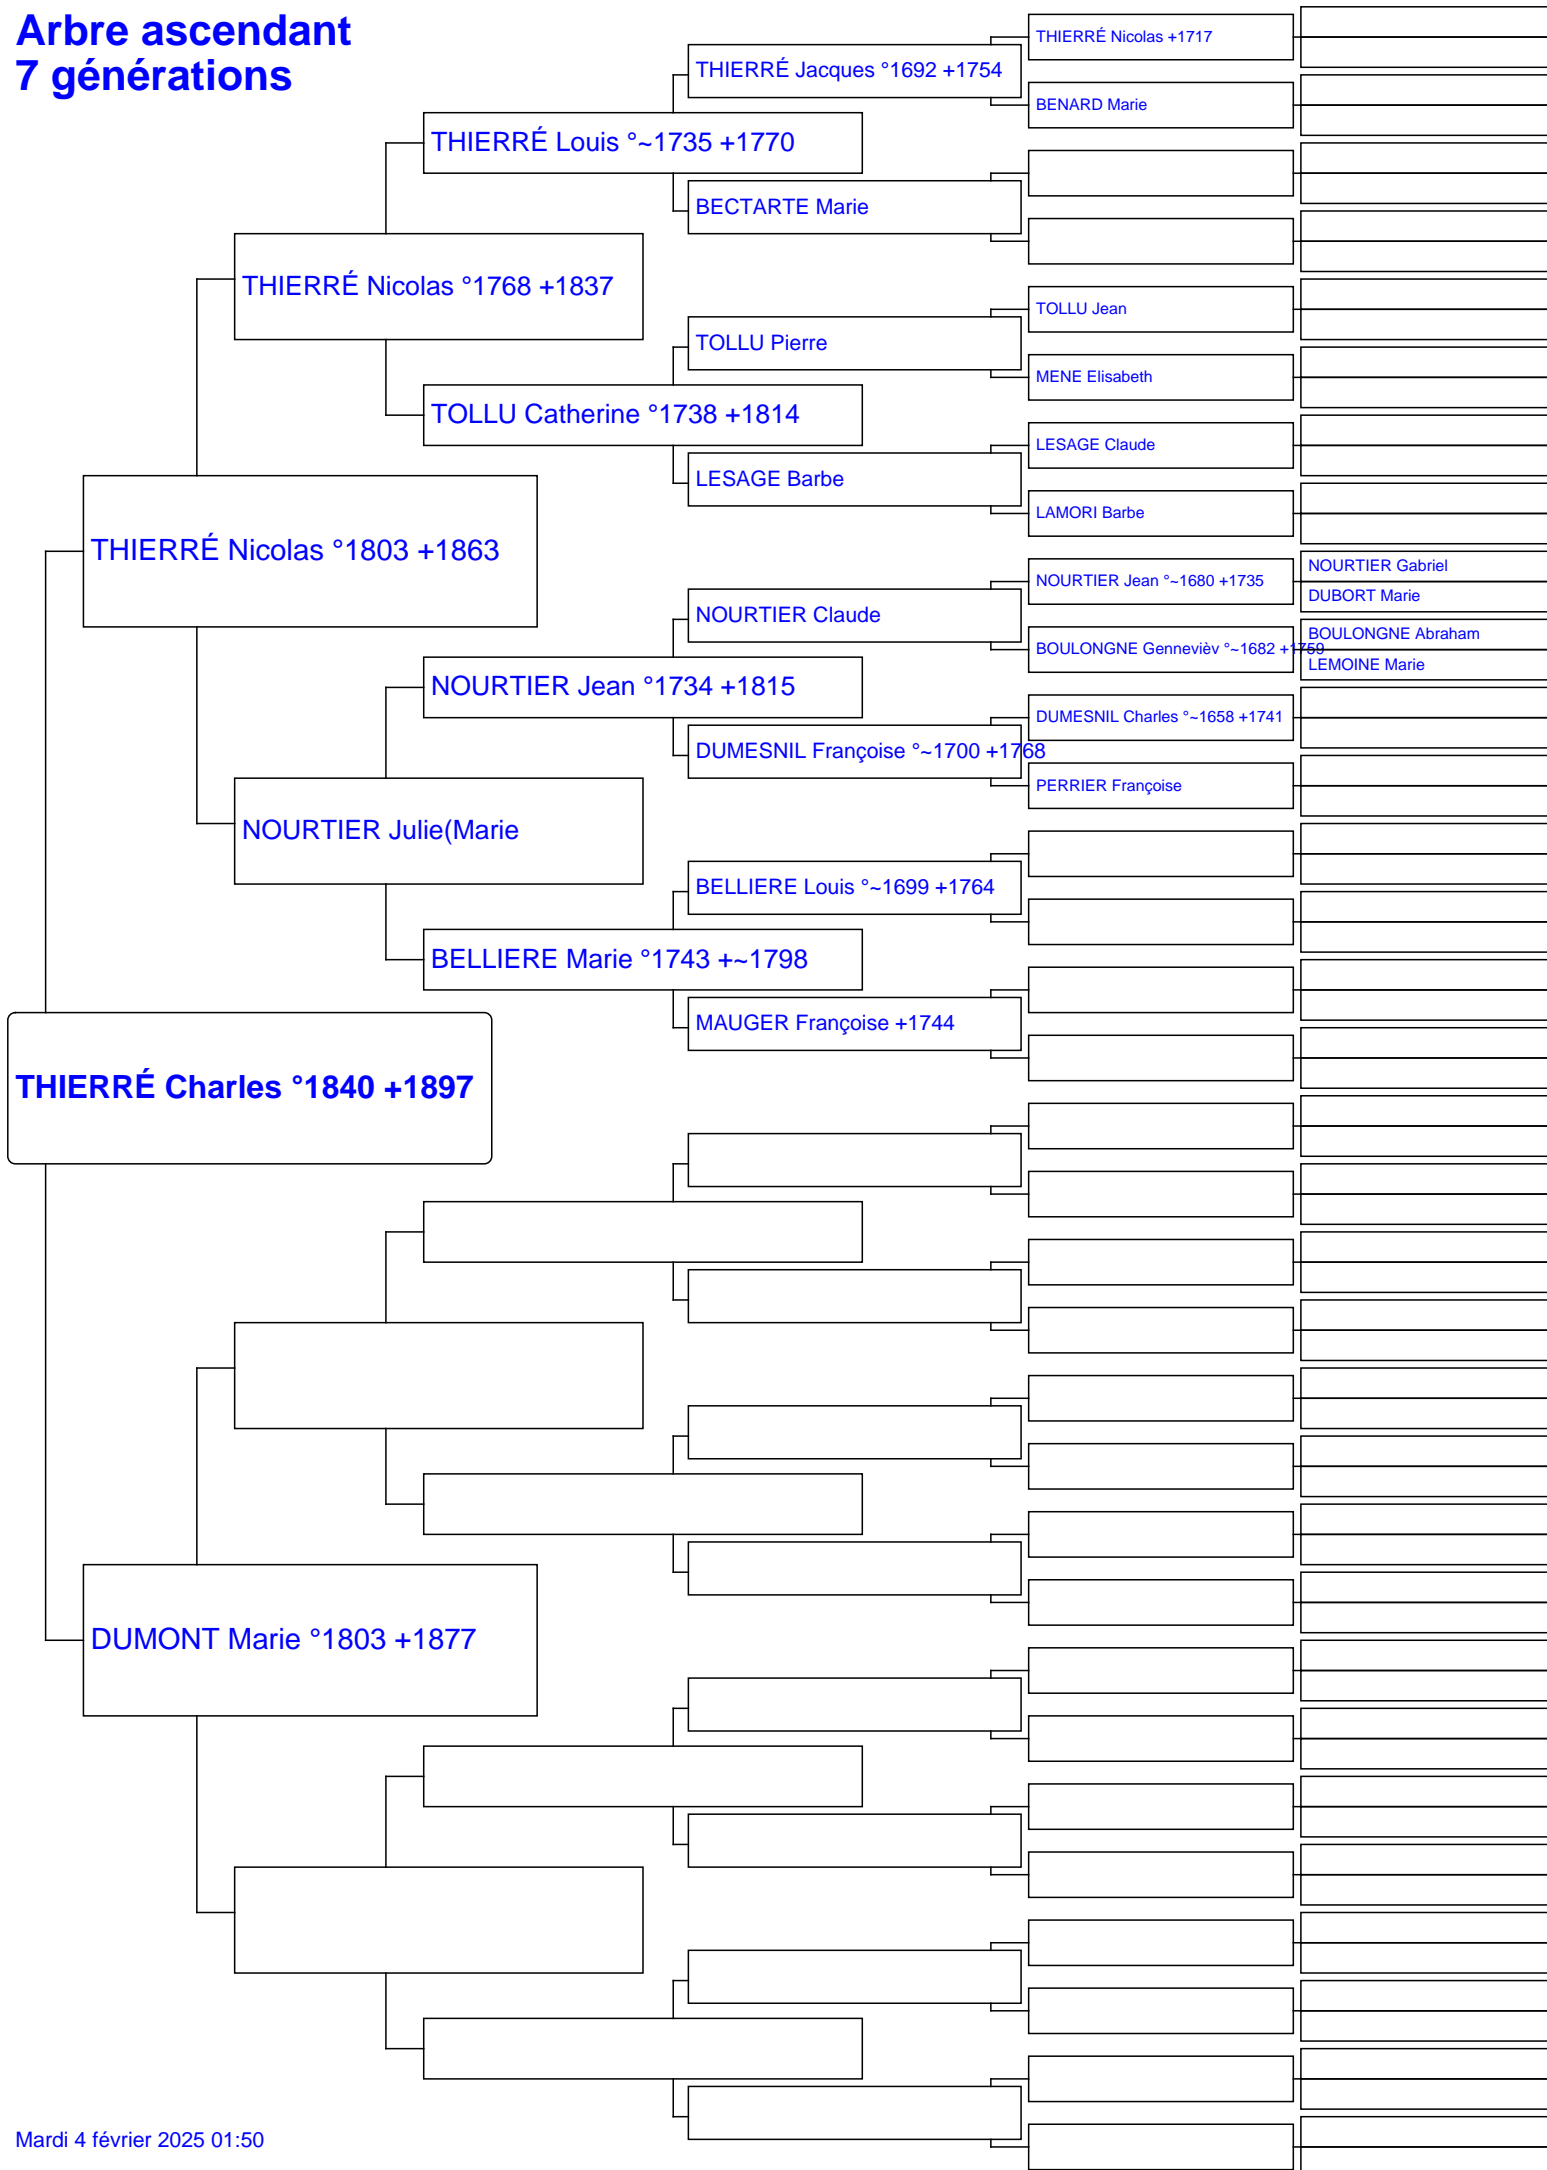 Arbre ascendant
7 générations
THIERRÉ Nicolas +1717
THIERRÉ Jacques °1692 +1754
BENARD Marie
THIERRÉ Louis °~1735 +1770
BECTARTE Marie
THIERRÉ Nicolas °1768 +1837
TOLLU Jean
TOLLU Pierre
MENE Elisabeth
TOLLU Catherine °1738 +1814
LESAGE Claude
LESAGE Barbe
LAMORI Barbe
THIERRÉ Nicolas °1803 +1863
NOURTIER Gabriel
NOURTIER Jean °~1680 +1735
DUBORT Marie
NOURTIER Claude
BOULONGNE Abraham
BOULONGNE Gennevièv °~1682 +1759
LEMOINE Marie
NOURTIER Jean °1734 +1815
DUMESNIL Charles °~1658 +1741
DUMESNIL Françoise °~1700 +1768
PERRIER Françoise
NOURTIER Julie(Marie
BELLIERE Louis °~1699 +1764
BELLIERE Marie °1743 +~1798
MAUGER Françoise +1744
THIERRÉ Charles °1840 +1897
DUMONT Marie °1803 +1877
Mardi 4 février 2025 01:50